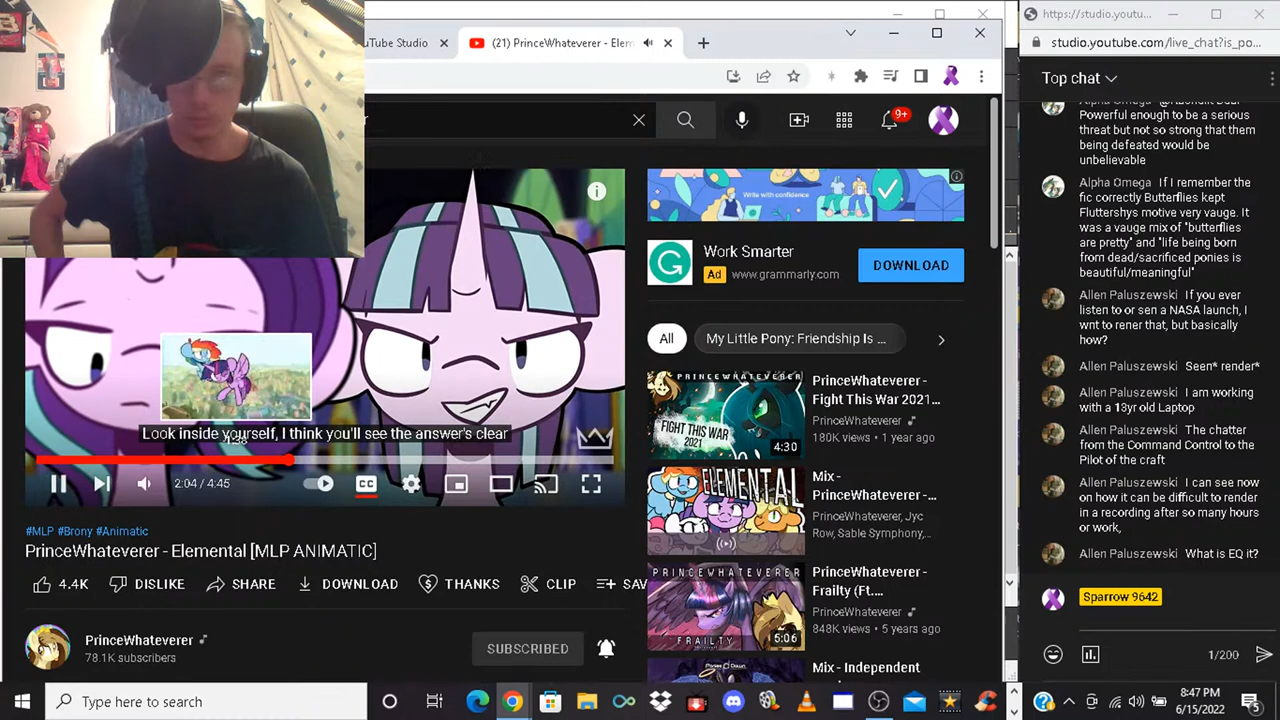 uTube Studio
(21) PrinceWhateverer - Elem
https://studio.youtu...
studio.youtube.com/live_chat?is_po...
r
9+
Look inside yourself, I think you'll see the answer's clear
2:04 / 4:45
CC
#MLP #Brony #Animatic
PrinceWhateverer - Elemental [MLP ANIMATIC]
4.4K
DISLIKE
SHARE
DOWNLOAD
THANKS
CLIP
SAV
PrinceWhateverer
78.1K subscribers
SUBSCRIBED
Write with confidence
Work Smarter
Ad
www.grammarly.com
DOWNLOAD
All
My Little Pony: Friendship Is ...
PRINCEWHATEVERER
FIGHT THIS WAR
2021
4:30
PrinceWhateverer -
Fight This War 2021...
PrinceWhateverer
180K views • 1 year ago
ELEMENTAL
Mix -
PrinceWhateverer -...
PrinceWhateverer, Jyc
Row, Sable Symphony,...
PRINCEWHATEVERER
FRAILTY
5:06
PrinceWhateverer -
Frailty (Ft....
PrinceWhateverer
848K views • 5 years ago
Mix - Independent
Top chat
Alpha Omega
Powerful enough to be a serious
threat but not so strong that them
being defeated would be
unbelievable
Alpha Omega If I remember the
fic correctly Butterflies kept
Fluttershys motive very vauge. It
was a vauge mix of "butterflies
r pretty" and "life being born
from dead/sacrificed ponies is
beautiful/meaningful"
Allen Paluszewski If you ever
listen to or sen a NASA launch, I
wnt to rener that, bbe basically
how?
Allen Paluszewski Seen* render*
Allen Paluszewski I am working
with a 13yr old Laptop
Allen Paluszewski The chatter
from the Command Control to the
Pilot of the craft
Allen Paluszewski I can see now
on how it can be difficult to render
in a recording after so many hours
or work,
Allen Paluszewski What is EQ it?
Sparrow 9642
1/200
Type here to search
8:47 PM
6/15/2022
5